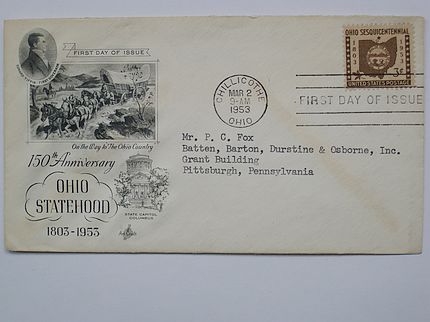 FIRST DAY OF ISSUE
On the Way to The Ohio Country
150th Anniversary
OHIO
STATEHOOD
1803-1953
STATE CAPITOL
COLUMBUS
CHILLICOTHE
MAR 2
9-AM
1953
OHIO
OHIO SESQUICENTENNIAL
1803
1953
3¢
UNITED STATES POSTAGE
FIRST DAY OF ISSUE
Mr. P. C. Fox
Batten, Barton, Durstine & Osborne, Inc.
Grant Building
Pittsburgh, Pennsylvania